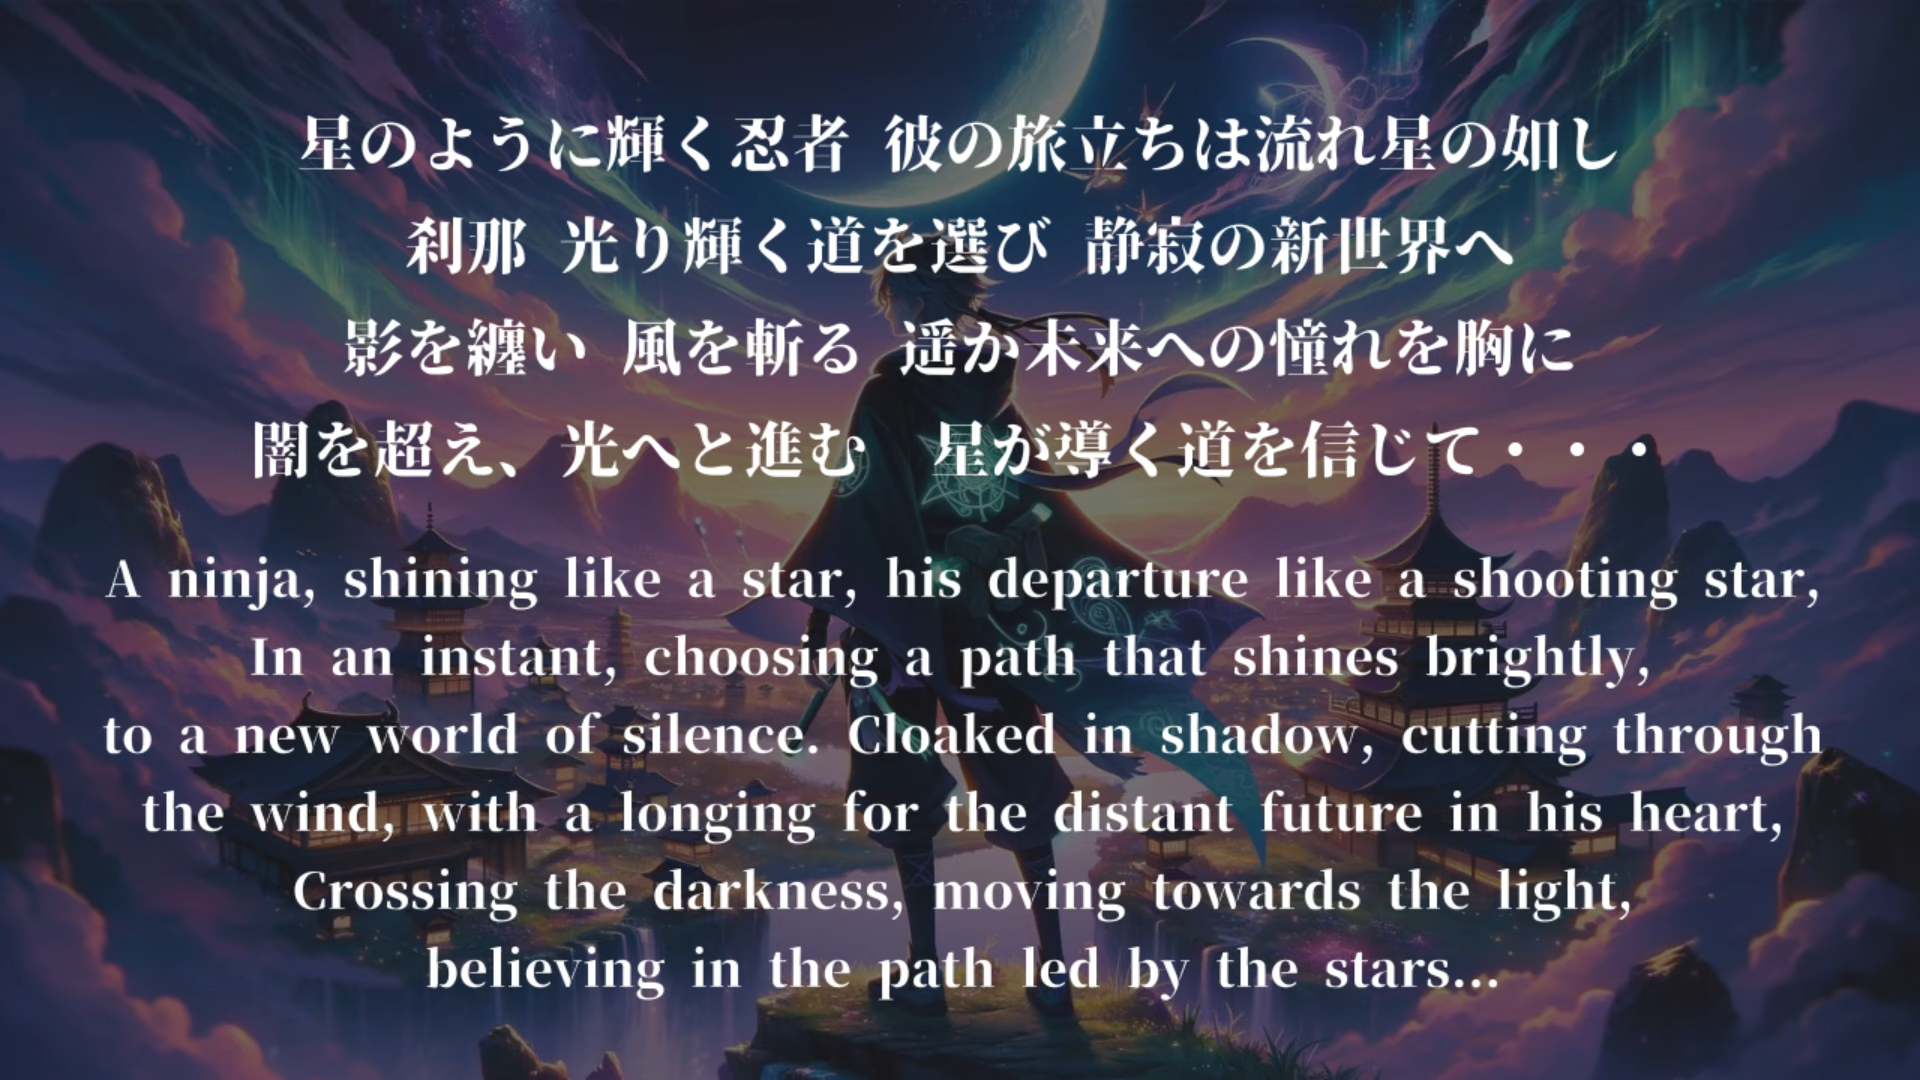 星のように輝く忍者 彼の旅立ちは流れ星の如し
刹那 光り輝く道を選び 静寂の新世界へ
影を纏い 風を斬る 遥か未来への憧れを胸に
闇を超え、光へと進む　星が導く道を信じて・・・
A ninja, shining like a star, his departure like a shooting star,
In an instant, choosing a path that shines brightly,
to a new world of silence. Cloaked in shadow, cutting through
the wind, with a longing for the distant future in his heart,
Crossing the darkness, moving towards the light,
believing in the path led by the stars...